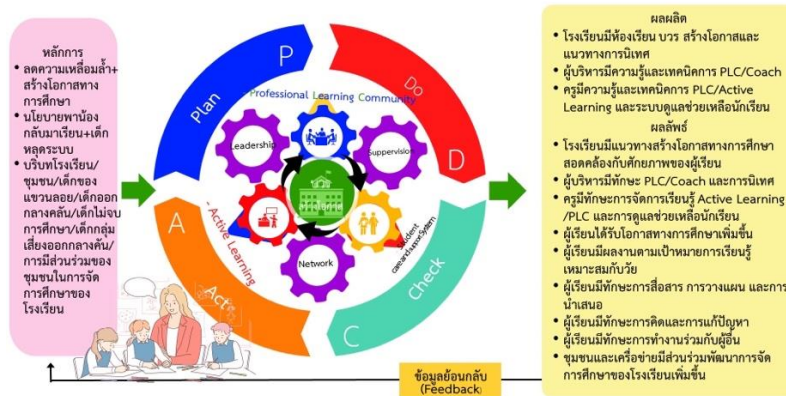 หลักการ
• ลดความเหลื่อมล้ำ+
สร้างโอกาสทาง
การศึกษา
• นโยบายพาน้อง
กลับมาเรียน+เด็ก
หลุดระบบ
• บริบทโรงเรียน/
ชุมชน/เด็กของ
แขวนลอย/เด็กออก
กลางคัน/เด็กไม่จบ
การศึกษา/เด็กกลุ่ม
เสี่ยงออกกลางคัน/
การมีส่วนร่วมของ
ชุมชนในการจัด
การศึกษาของ
โรงเรียน
P
Plan
Do
D
Check
C
Act
A
- Professional Learning Community
Leadership
Suppervision
Network
- Active Learning
Student
care and support System
ข้อมูลย้อนกลับ
(Feedback)
ผลผลิต
• โรงเรียนมีห้องเรียน บวร สร้างโอกาสและ
แนวทางการนิเทศ
• ผู้บริหารมีความรู้และเทคนิคการ PLC/Coach
• ครูมีความรู้และเทคนิคการ PLC/Active
Learning และระบบดูแลช่วยเหลือนักเรียน
ผลลัพธ์
• โรงเรียนมีแนวทางสร้างโอกาสทางการศึกษา
สอดคล้องกับศักยภาพของผู้เรียน
• ผู้บริหารมีทักษะ PLC/Coach และการนิเทศ
• ครูมีทักษะการจัดการเรียนรู้ Active Learning
/PLC และการดูแลช่วยเหลือนักเรียน
• ผู้เรียนได้รับโอกาสทางการศึกษาเพิ่มขึ้น
• ผู้เรียนมีผลงานตามเป้าหมายการเรียนรู้
เหมาะสมกับวัย
• ผู้เรียนมีทักษะการสื่อสาร การวางแผน และการ
นำเสนอ
• ผู้เรียนมีทักษะการคิดและการแก้ปัญหา
• ผู้เรียนมีทักษะการทำงานร่วมกับผู้อื่น
• ชุมชนและเครือข่ายมีส่วนร่วมพัฒนาการจัด
การศึกษาของโรงเรียนเพิ่มขึ้น